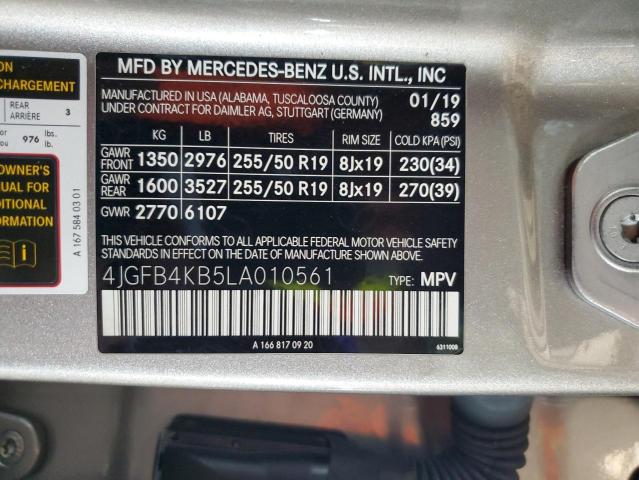 ON
CHARGEMENT
REAR
ARRIÈRE 3
or
ou 976 lbs.
lb.
OWNER'S
MANUAL FOR
DITIONAL
FORMATION
A 167 584 03 01
MFD BY MERCEDES-BENZ U.S. INTL., INC
MANUFACTURED IN USA (ALABAMA, TUSCALOOSA COUNTY) 01/19
UNDER CONTRACT FOR DAIMLER AG, STUTTGART (GERMANY) 859
KG LB TIRES RIM SIZE COLD KPA (PSI)
GAWR FRONT 1350 2976 255/50 R19 8Jx19 230(34)
GAWR REAR 1600 3527 255/50 R19 8Jx19 270(39)
GWR 2770 6107
THIS VEHICLE CONFORMS TO ALL APPLICABLE FEDERAL MOTOR VEHICLE SAFETY
STANDARDS IN EFFECT ON THE DATE OF MANUFACTURE SHOWN ABOVE.
4JGFB4KB5LA010561 TYPE: MPV
A 166 817 09 20
6311008